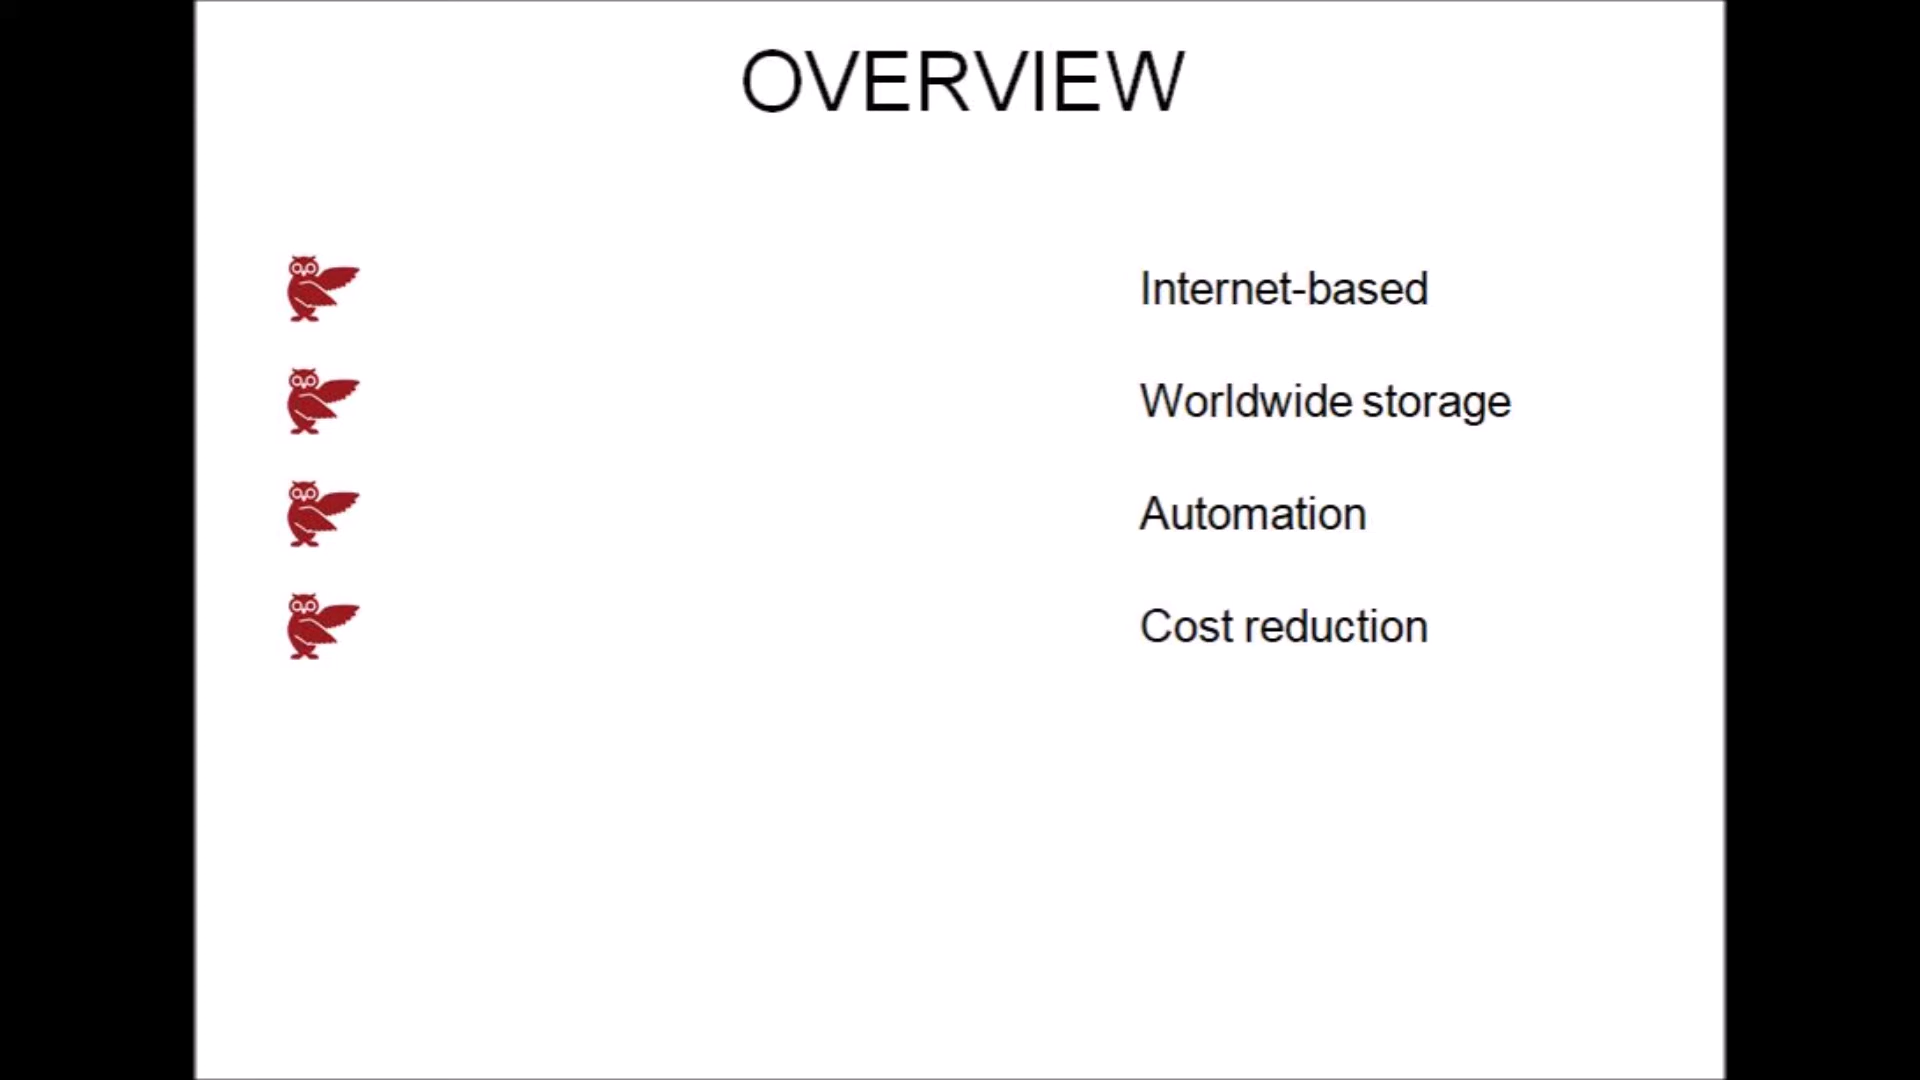 OVERVIEW
Internet-based
Worldwide storage
Automation
Cost reduction